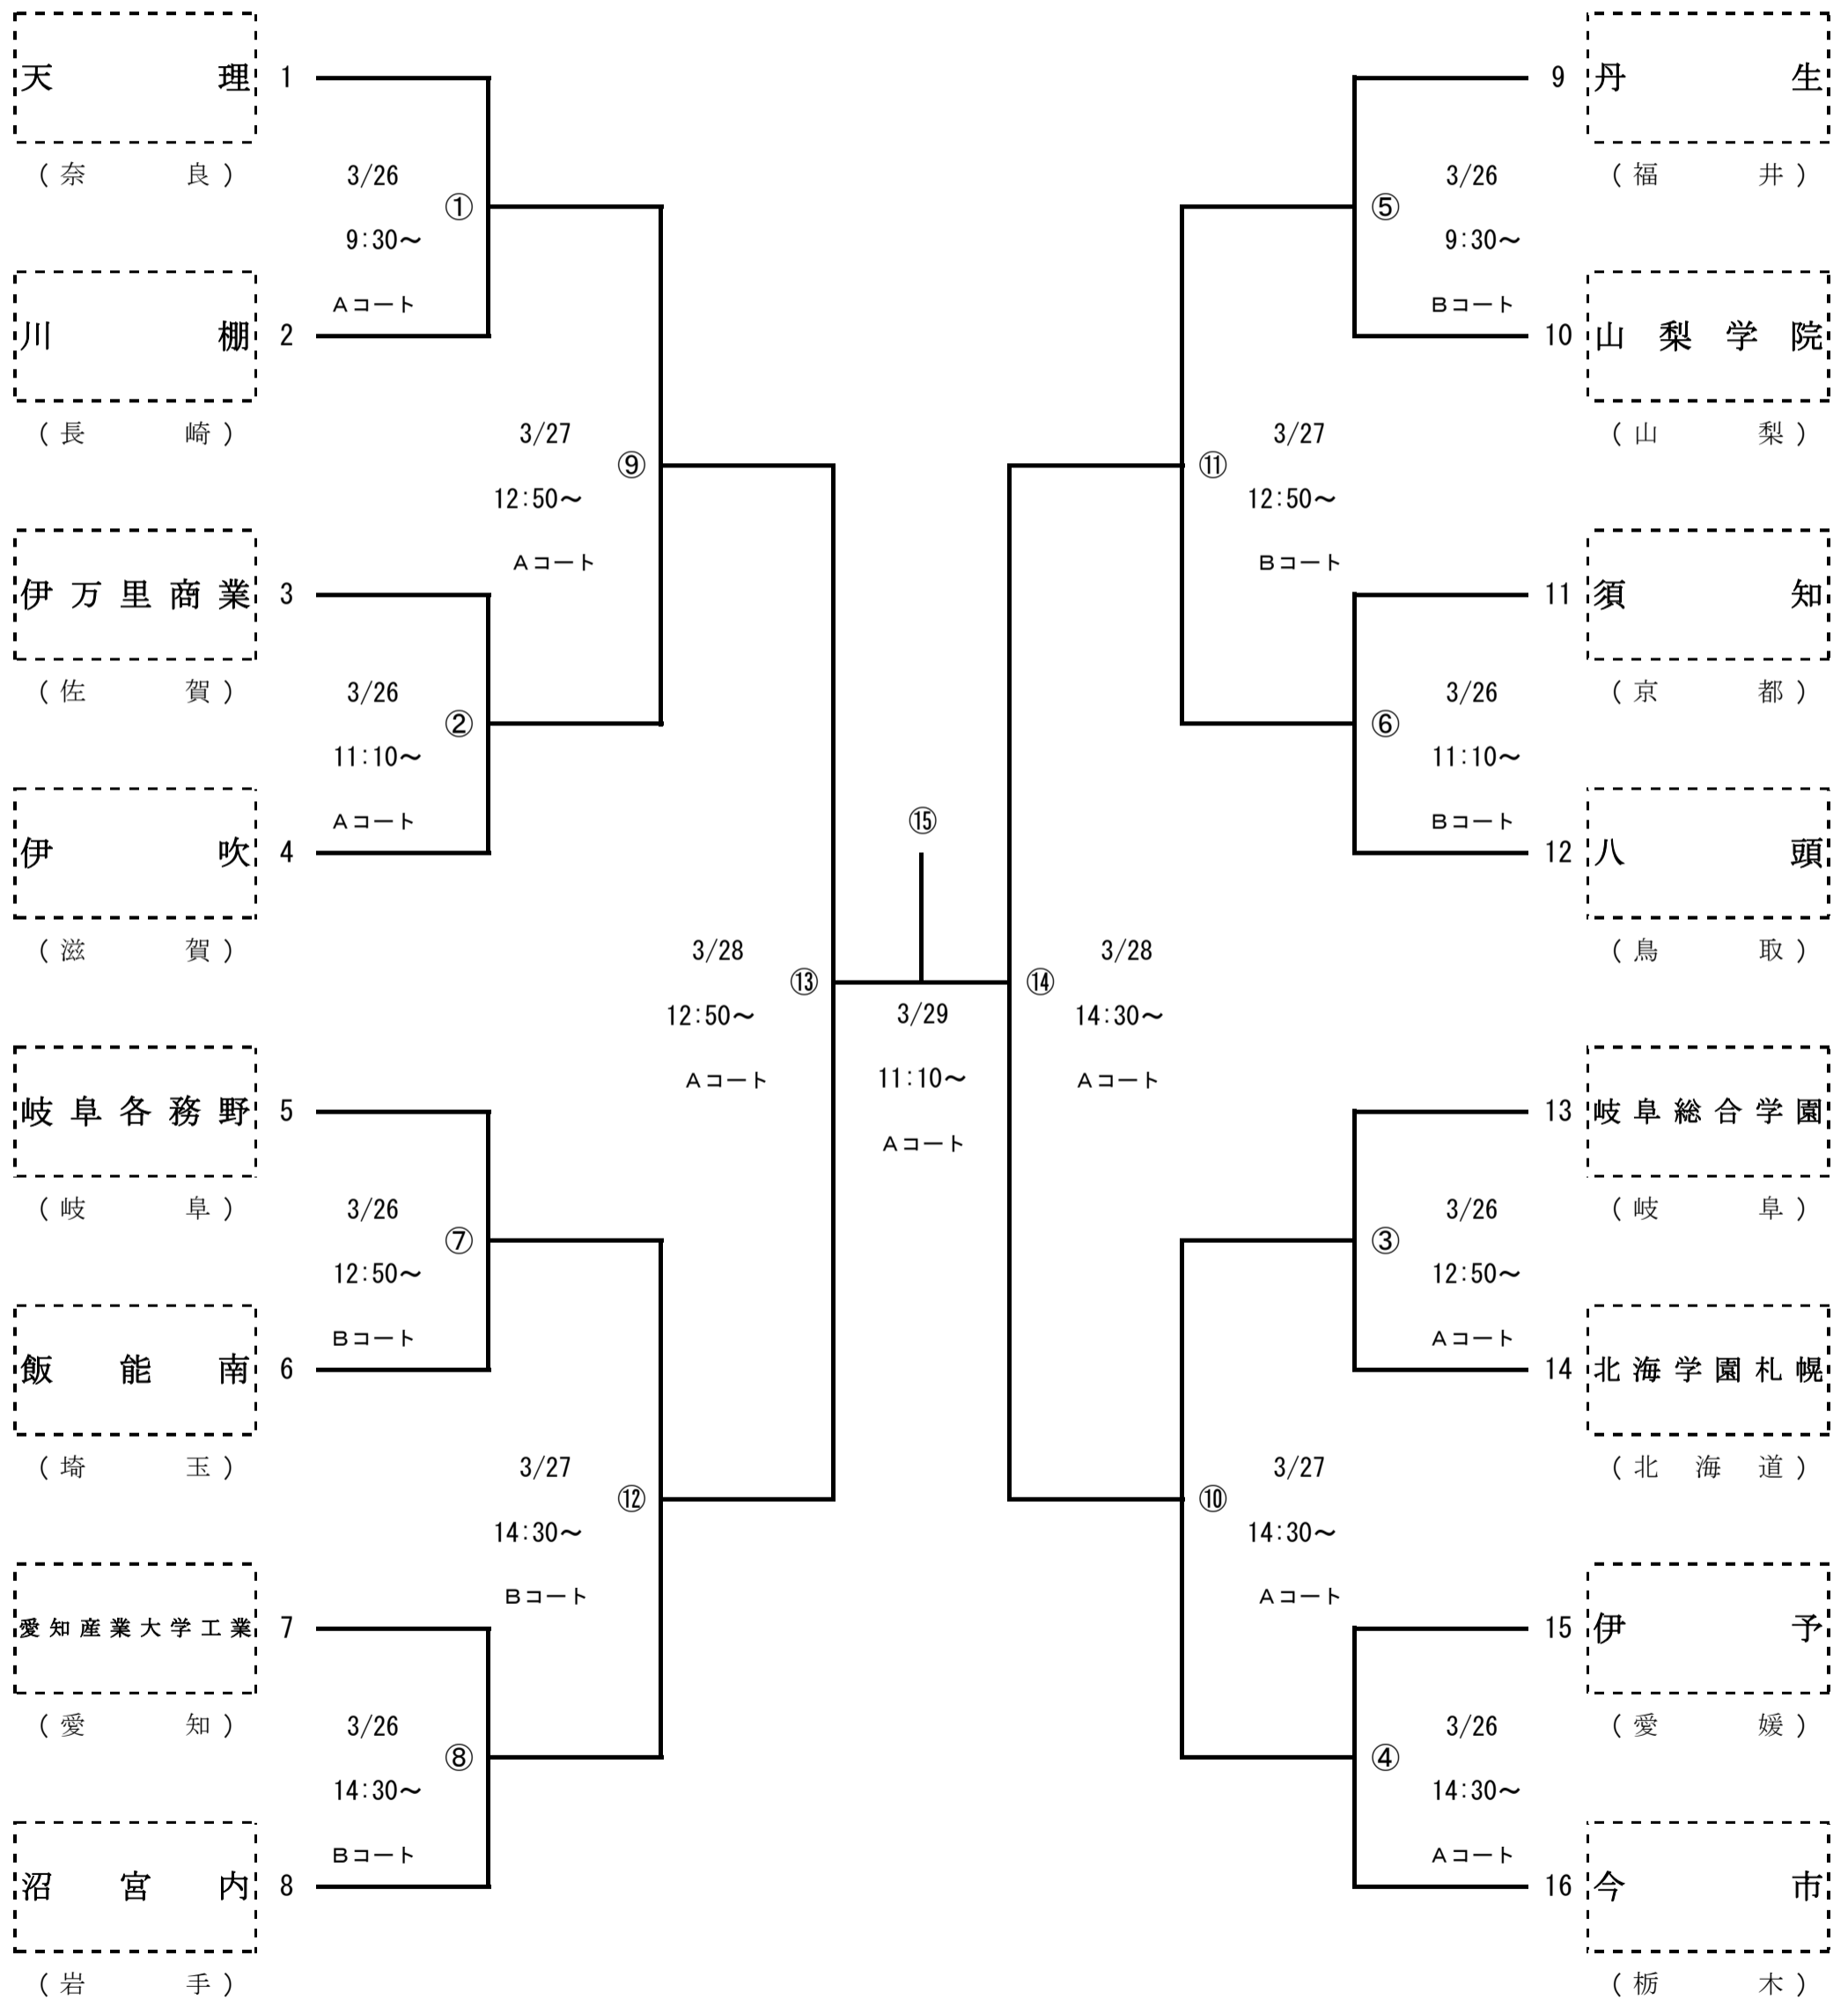 天理 1
(奈良)
3/26
①
9:30～
Aコート
川棚 2
(長崎)
3/27
⑨
12:50～
Aコート
伊万里商業 3
(佐賀)
3/26
②
11:10～
Aコート
伊吹 4
(滋賀)
3/28
⑬
12:50～
Aコート
岐阜各務野 5
(岐阜)
3/26
⑦
12:50～
Bコート
飯能南 6
(埼玉)
3/27
⑫
14:30～
Bコート
愛知産業大学工業 7
(愛知)
3/26
⑧
14:30～
Bコート
沼宮内 8
(岩手)
⑮
3/29
11:10～
Aコート
9 丹生
(福井)
3/26
⑤
9:30～
Bコート
10 山梨学院
(山梨)
3/27
⑪
12:50～
Bコート
11 須知
(京都)
3/26
⑥
11:10～
Bコート
12 八頭
(鳥取)
3/28
⑭
14:30～
Aコート
13 岐阜総合学園
(岐阜)
3/26
③
12:50～
Aコート
14 北海学園札幌
(北海道)
3/27
⑩
14:30～
Aコート
15 伊予
(愛媛)
3/26
④
14:30～
Aコート
16 今市
(栃木)